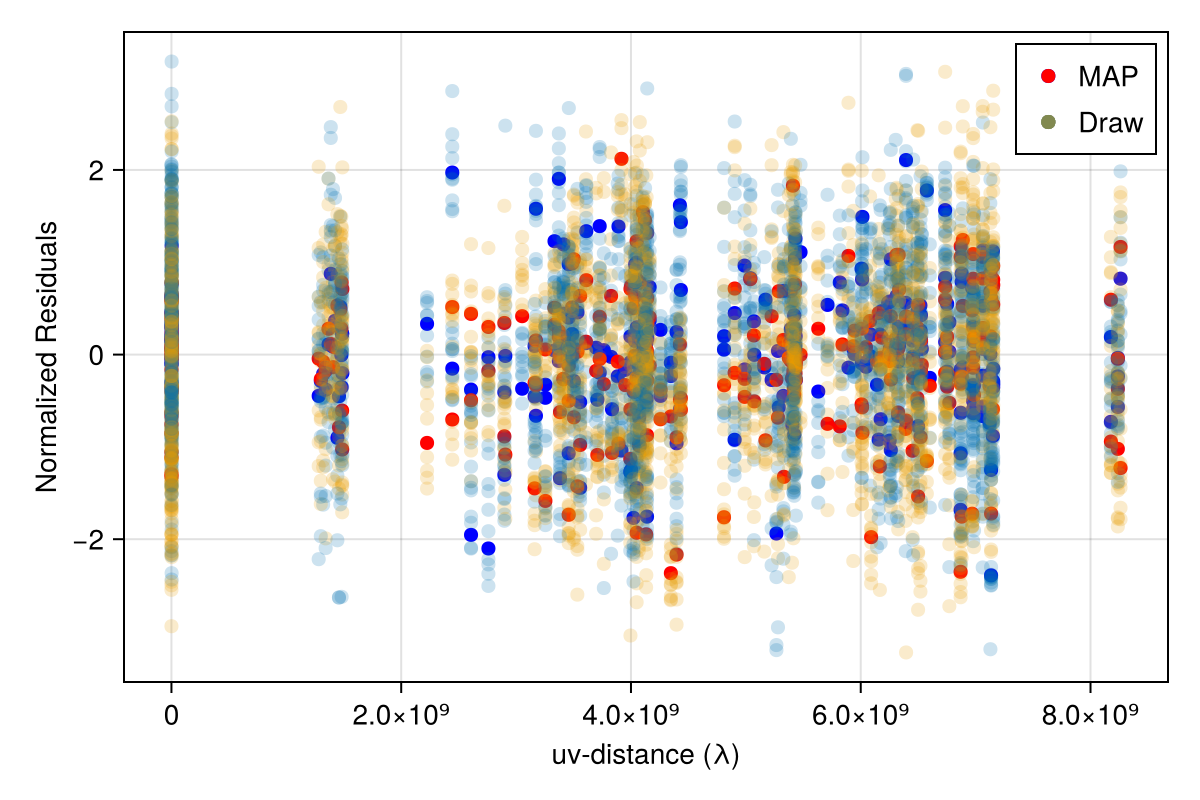 MAP
Draw
2
0
−2
Normalized Residuals
0
2.0×10⁹
4.0×10⁹
6.0×10⁹
8.0×10⁹
uv-distance (λ)